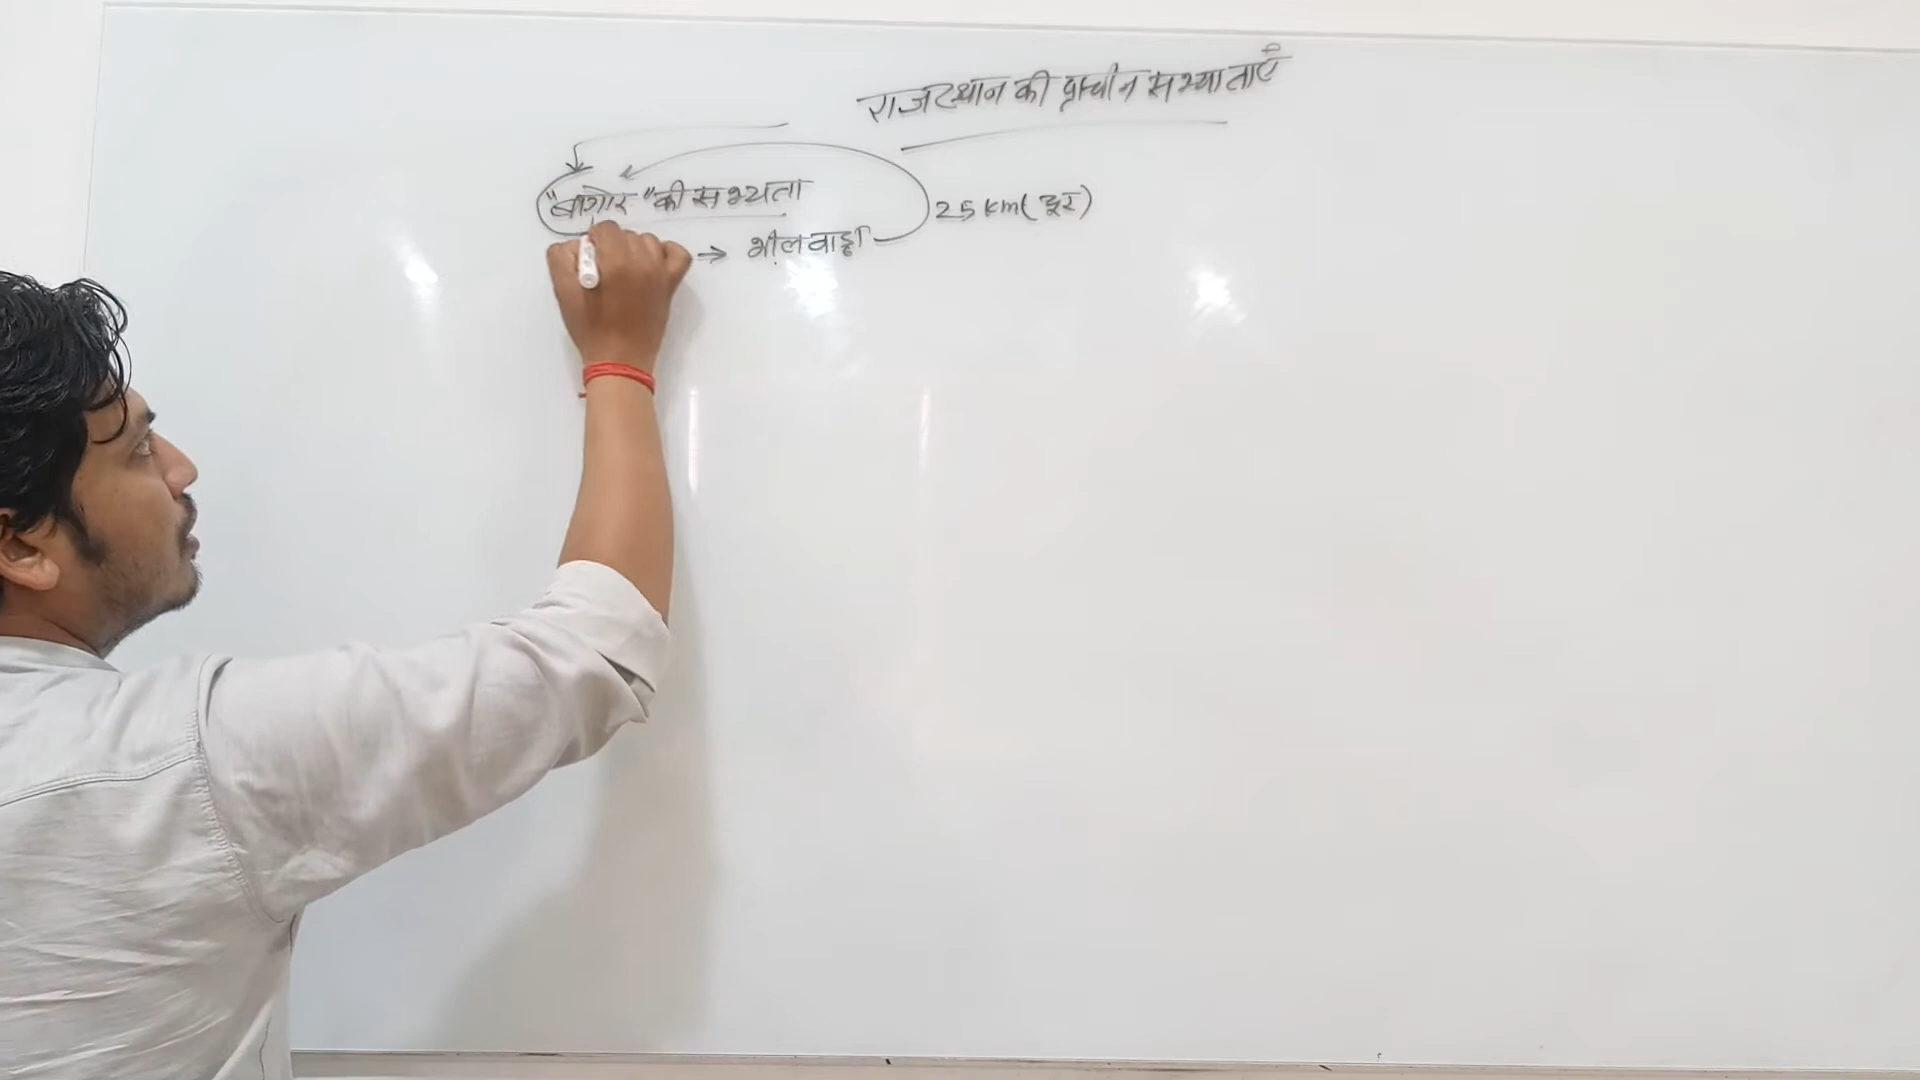 राजस्थान की प्राचीन सभ्यताएँ
"बागोर" की सभ्यता
25 km (दूर)
→ भीलवाड़ा